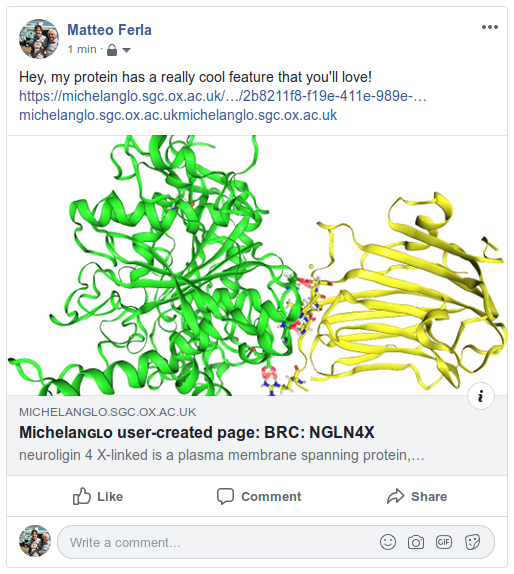 Matteo Ferla
1 min ·
Hey, my protein has a really cool feature that you'll love!
https://michelanglo.sgc.ox.ac.uk/…/2b8211f8-f19e-411e-989e-…
michelanglo.sgc.ox.ac.ukmichelanglo.sgc.ox.ac.uk
i
MICHELANGLO.SGC.OX.AC.UK
Michelaɴɢʟo user-created page: BRC: NGLN4X
neuroligin 4 X-linked is a plasma membrane spanning protein,…
Like Comment Share
Write a comment... GIF